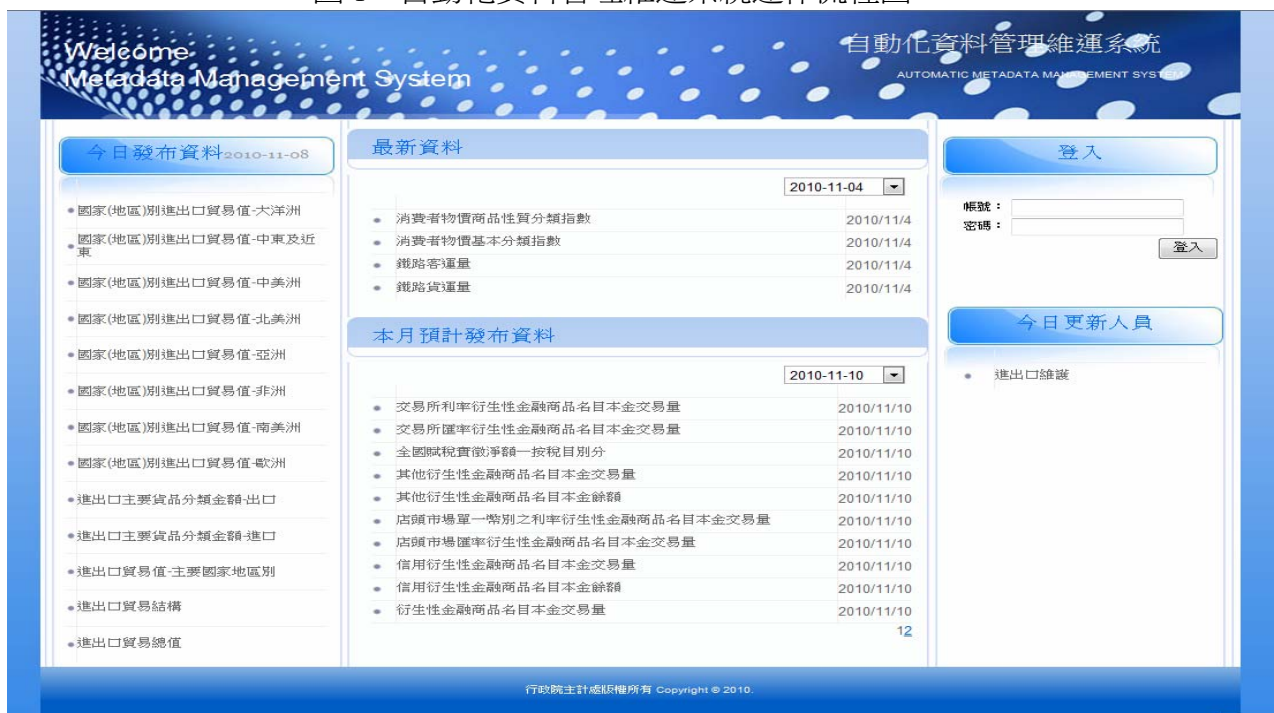 Welcome
Metadata Management System
自動化資料管理維運系統
AUTOMATIC METADATA MANAGEMENT SYSTEM
今日發布資料2010-11-08
國家(地區)別進出口貿易值-大洋洲
國家(地區)別進出口貿易值-中東及近
東
國家(地區)別進出口貿易值-中美洲
國家(地區)別進出口貿易值-北美洲
國家(地區)別進出口貿易值-亞洲
國家(地區)別進出口貿易值-非洲
國家(地區)別進出口貿易值-南美洲
國家(地區)別進出口貿易值-歐洲
進出口主要貨品分類金額-出口
進出口主要貨品分類金額-進口
進出口貿易值-主要國家地區別
進出口貿易結構
進出口貿易總值
最新資料
2010-11-04
消費者物價商品性質分類指數 2010/11/4
消費者物價基本分類指數 2010/11/4
鐵路客運量 2010/11/4
鐵路貨運量 2010/11/4
本月預計發布資料
2010-11-10
交易所利率衍生性金融商品名目本金交易量 2010/11/10
交易所匯率衍生性金融商品名目本金交易量 2010/11/10
全國賦稅實徵淨額—按稅目別分 2010/11/10
其他衍生性金融商品名目本金交易量 2010/11/10
其他衍生性金融商品名目本金餘額 2010/11/10
店頭市場單一幣別之利率衍生性金融商品名目本金交易量 2010/11/10
店頭市場匯率衍生性金融商品名目本金交易量 2010/11/10
信用衍生性金融商品名目本金交易量 2010/11/10
信用衍生性金融商品名目本金餘額 2010/11/10
衍生性金融商品名目本金交易量 2010/11/10
12
登入
帳號：
密碼：
登入
今日更新人員
進出口維護
行政院主計處版權所有 Copyright © 2010.